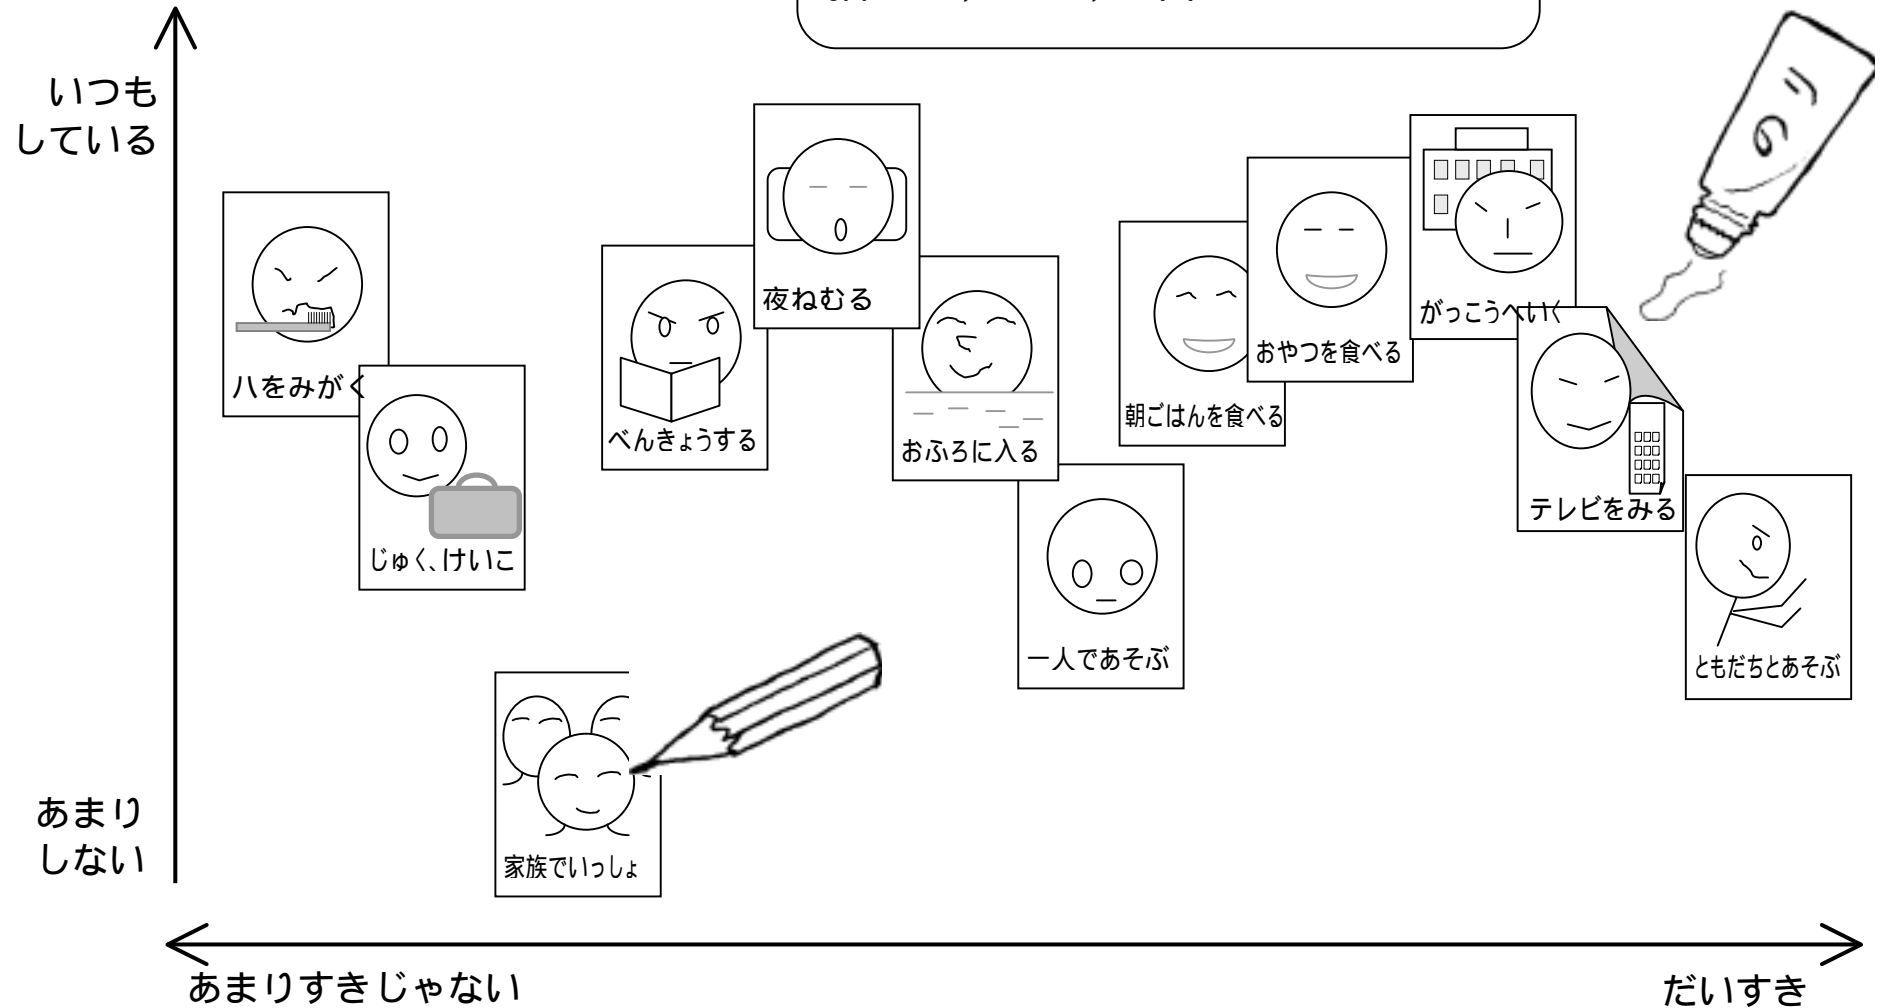 いつも
している
夜ねむる
がっこうへいく
おやつを食べる
ハをみがく
べんきょうする
おふろに入る
朝ごはんを食べる
テレビをみる
じゅく、けいこ
一人であそぶ
ともだちとあそぶ
あまり
しない
家族でいっしょ
あまりすきじゃない
だいすき